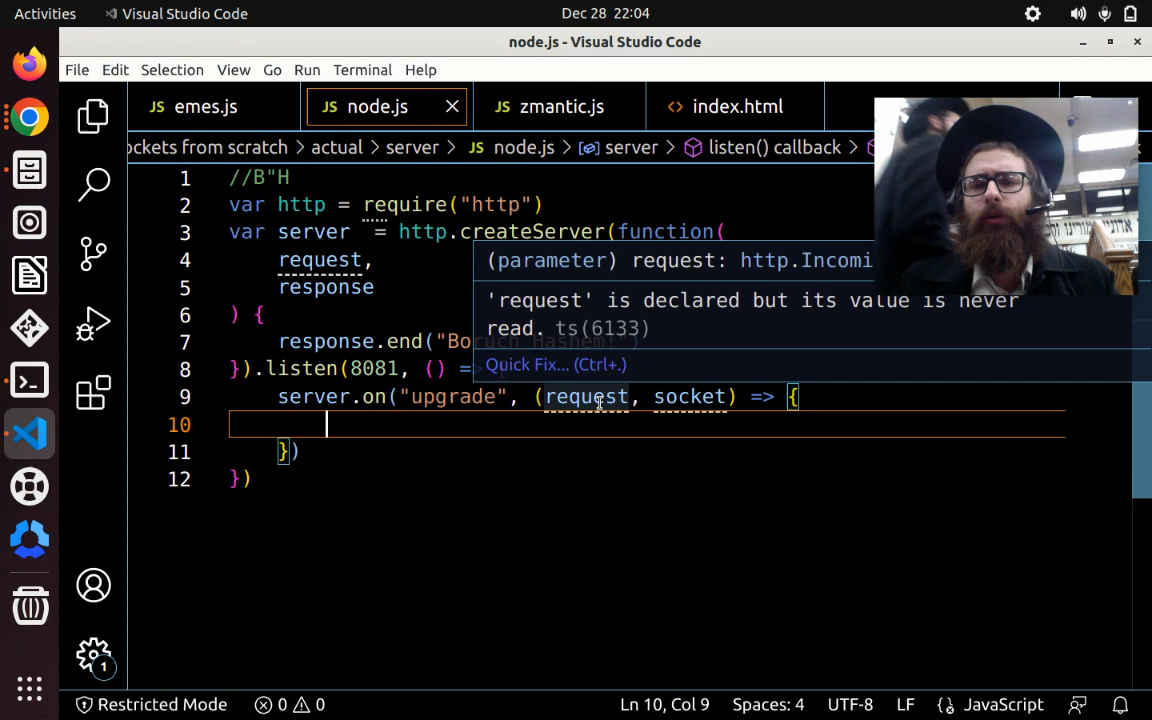 Activities
Visual Studio Code
Dec 28 22:04
node.js - Visual Studio Code
File Edit Selection View Go Run Terminal Help
JS emes.js
JS node.js
JS zmantic.js
<> index.html
ockets from scratch > actual > server > JS node.js > server > listen() callback >
1 //B"H
2 var http = require("http")
3 var server = http.createServer(function(
4 request,
(parameter) request: http.Incomi
5 response
'request' is declared but its value is never
6 ) {
read. ts(6133)
7 response.end("Boruch Hashem!")
Quick Fix... (Ctrl+.)
8 }).listen(8081, () =>
9 server.on("upgrade", (request, socket) => {
10
11 })
12 })
1
Restricted Mode
0 0
Ln 10, Col 9
Spaces: 4
UTF-8
LF
{} JavaScript